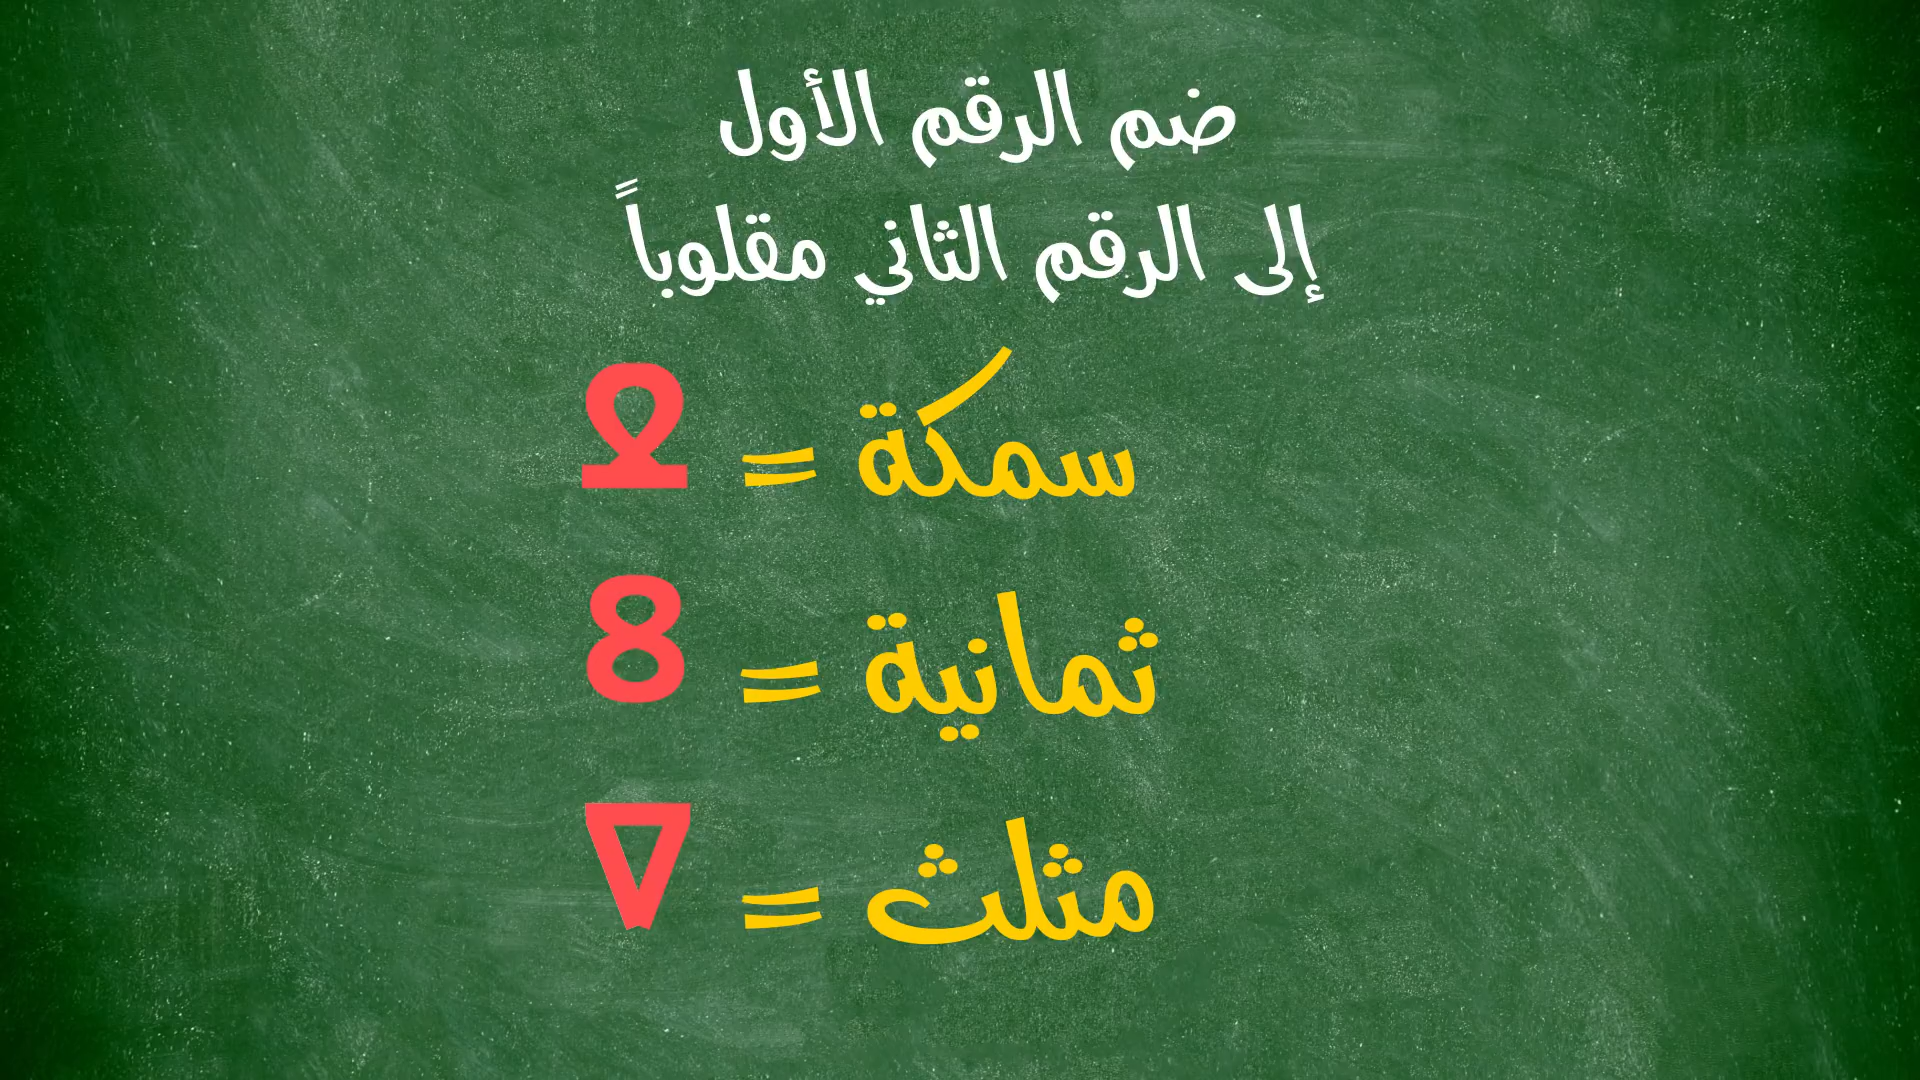 ضم الرقم الأول
إلى الرقم الثاني مقلوباً
سمكة =
ثمانية = 8
مثلث =